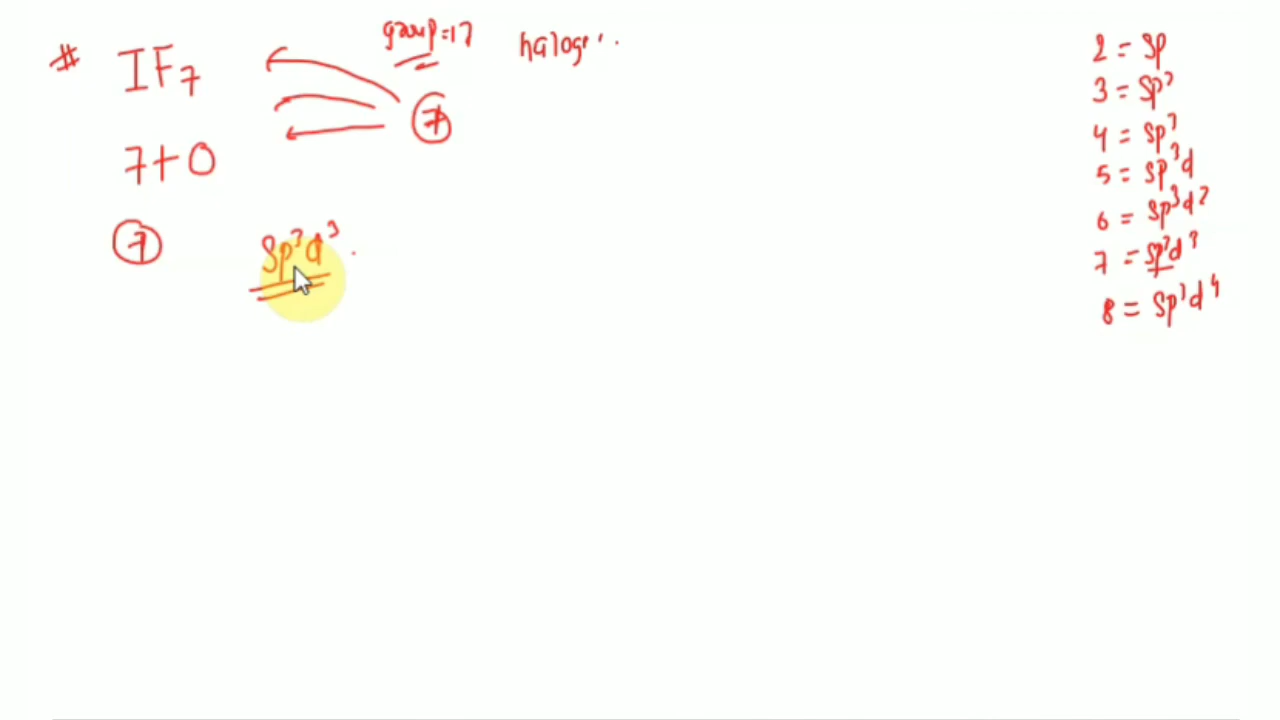 # IF₇
group=17
haloge..
7
7+0
7
sp³d³.
2 = sp
3 = sp²
4 = sp³
5 = sp³d
6 = sp³d²
7 = sp³d³
8 = sp³d⁴